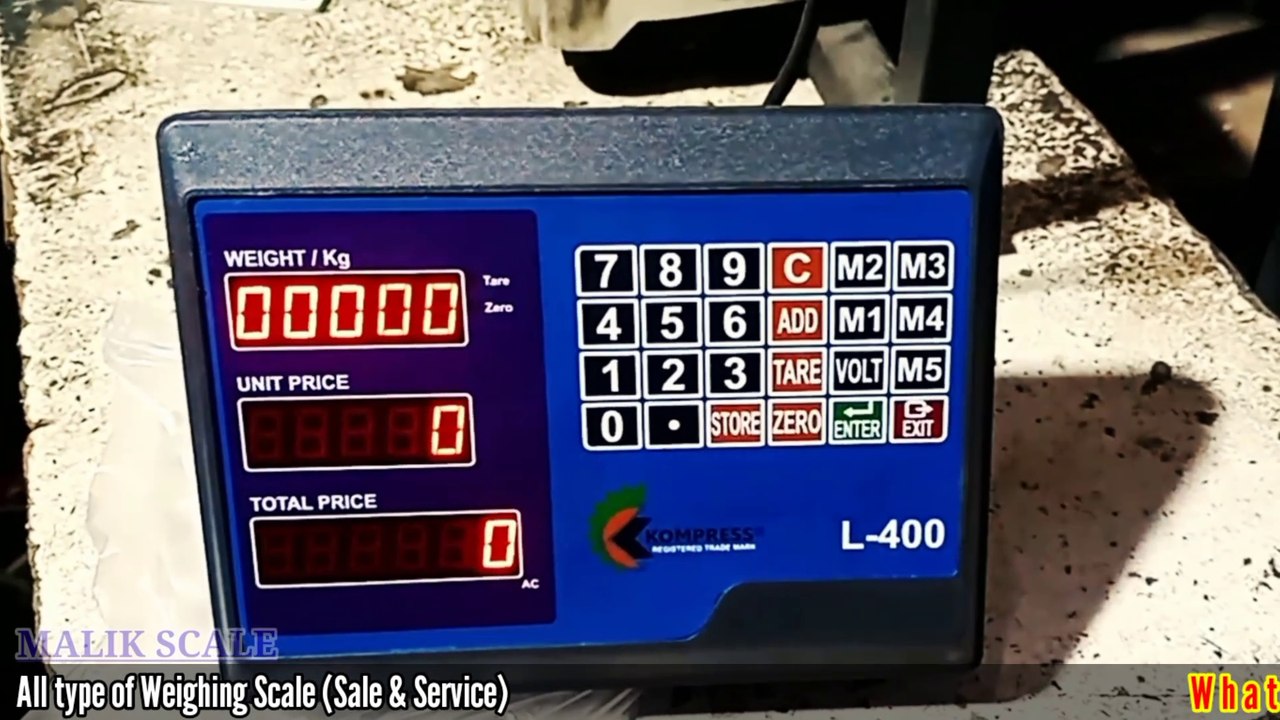 WEIGHT / Kg
Tare
00000
Zero
UNIT PRICE
0
TOTAL PRICE
0
AC
7 8 9 C M2 M3
4 5 6 ADD M1 M4
1 2 3 TARE VOLT M5
0 . STORE ZERO ENTER EXIT
KOMPRESS
REGISTERED TRADE MARK
L-400
MALIK SCALE
All type of Weighing Scale (Sale & Service)
What